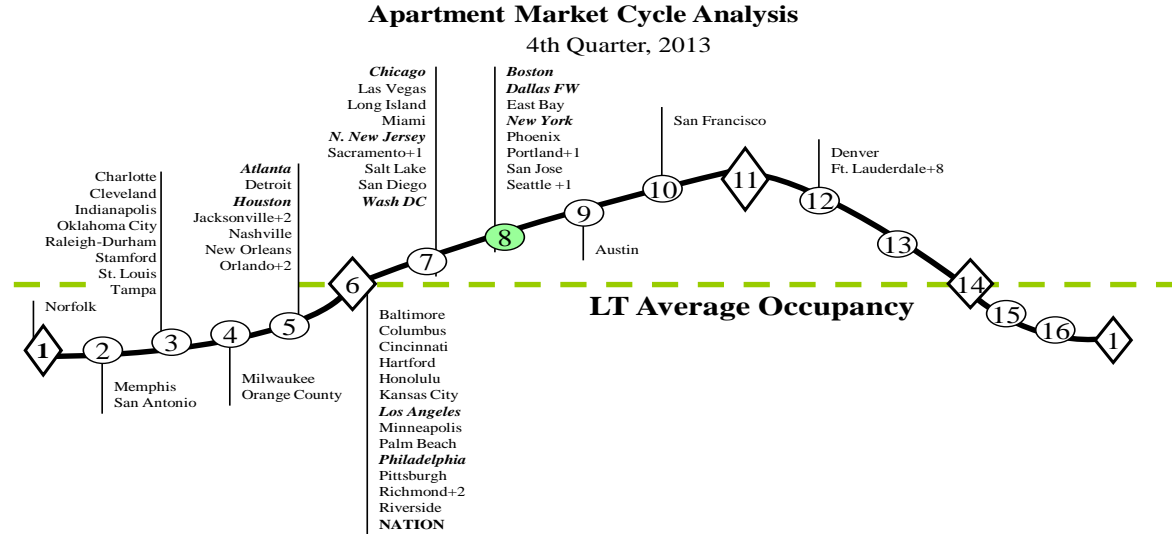 Apartment Market Cycle Analysis
4th Quarter, 2013
Chicago
Las Vegas
Long Island
Miami
N. New Jersey
Sacramento+1
Salt Lake
San Diego
Wash DC
Boston
Dallas FW
East Bay
New York
Phoenix
Portland+1
San Jose
Seattle +1
San Francisco
Denver
Ft. Lauderdale+8
Charlotte
Cleveland
Indianapolis
Oklahoma City
Raleigh-Durham
Stamford
St. Louis
Tampa
Atlanta
Detroit
Houston
Jacksonville+2
Nashville
New Orleans
Orlando+2
Austin
Norfolk
LT Average Occupancy
1
2
3
4
5
6
7
8
9
10
11
12
13
14
15
16
1
Memphis
San Antonio
Milwaukee
Orange County
Baltimore
Columbus
Cincinnati
Hartford
Honolulu
Kansas City
Los Angeles
Minneapolis
Palm Beach
Philadelphia
Pittsburgh
Richmond+2
Riverside
NATION